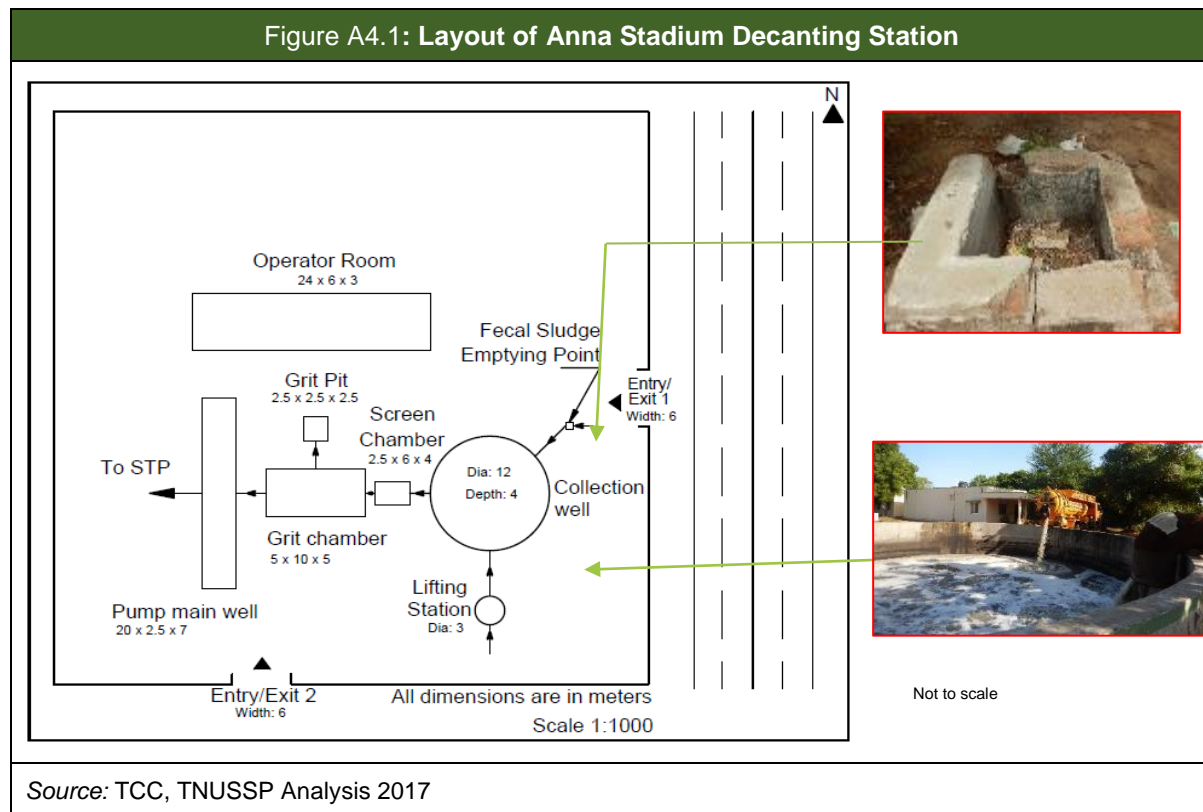 Figure A4.1: Layout of Anna Stadium Decanting Station
N
Operator Room
24 x 6 x 3
Fecal Sludge
Emptying Point
Entry/
Exit 1
Width: 6
Grit Pit
2.5 x 2.5 x 2.5
Screen
Chamber
2.5 x 6 x 4
To STP
Dia: 12
Depth: 4
Collection
well
Grit chamber
5 x 10 x 5
Lifting
Station
Dia: 3
Pump main well
20 x 2.5 x 7
Entry/Exit 2
Width: 6
All dimensions are in meters
Scale 1:1000
Not to scale
Source: TCC, TNUSSP Analysis 2017